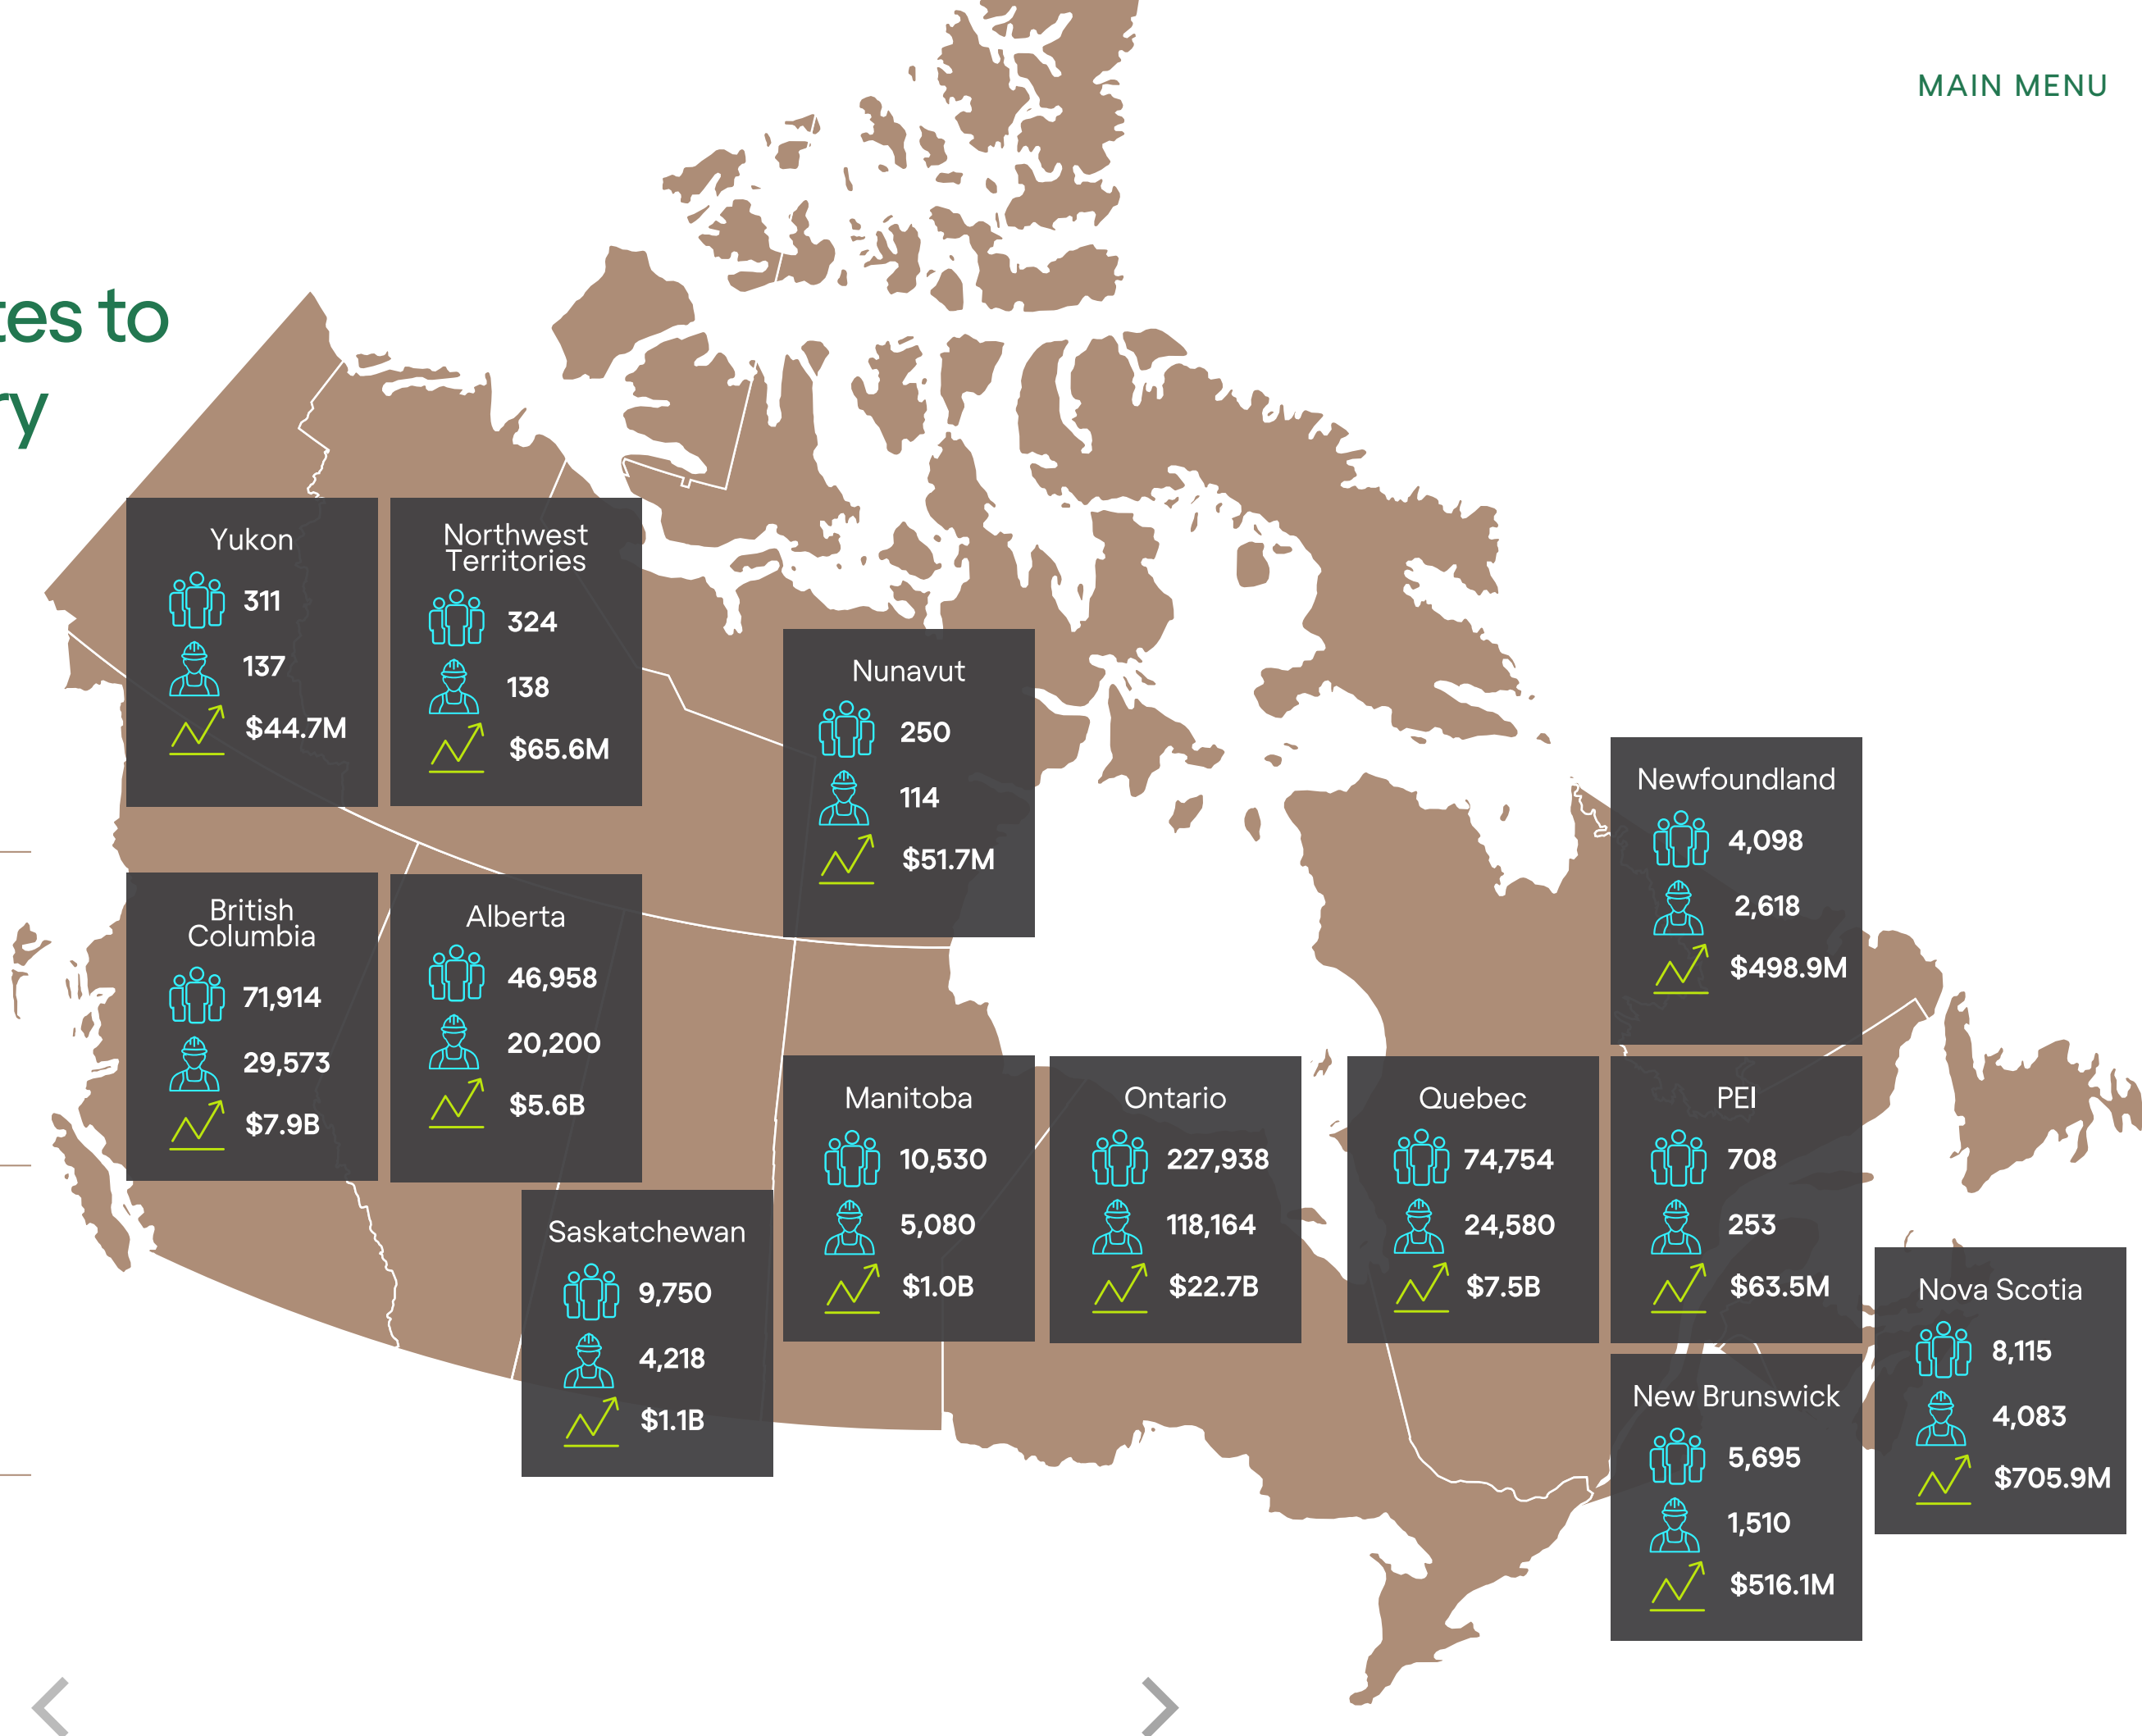 MAIN MENU
tes to
ry
Yukon
311
137
$44.7M
Northwest
Territories
324
138
$65.6M
Nunavut
250
114
$51.7M
Newfoundland
4,098
2,618
$498.9M
British
Columbia
71,914
29,573
$7.9B
Alberta
46,958
20,200
$5.6B
Saskatchewan
9,750
4,218
$1.1B
Manitoba
10,530
5,080
$1.0B
Ontario
227,938
118,164
$22.7B
Quebec
74,754
24,580
$7.5B
PEI
708
253
$63.5M
Nova Scotia
8,115
4,083
$705.9M
New Brunswick
5,695
1,510
$516.1M